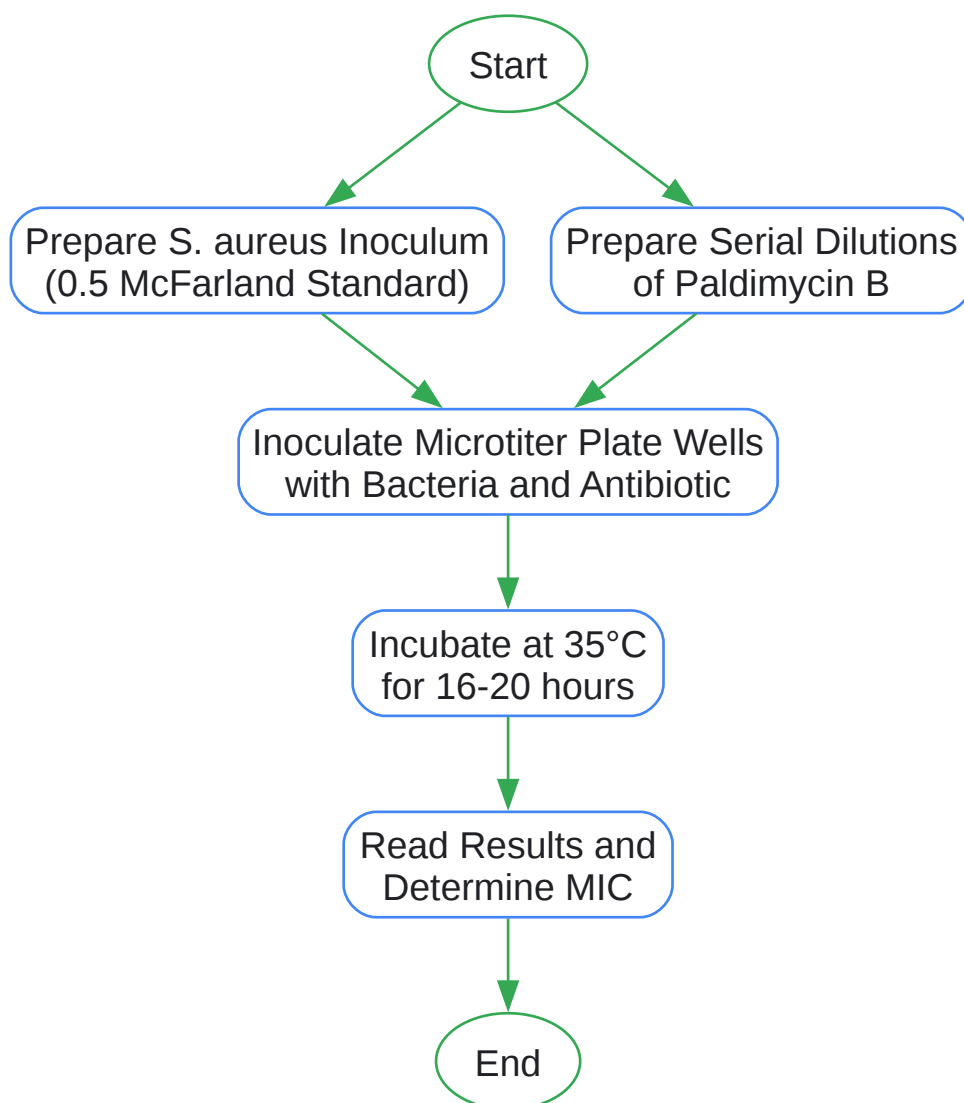 Start
Prepare S. aureus Inoculum
(0.5 McFarland Standard)
Prepare Serial Dilutions
of Paldimycin B
Inoculate Microtiter Plate Wells
with Bacteria and Antibiotic
Incubate at 35°C
for 16-20 hours
Read Results and
Determine MIC
End